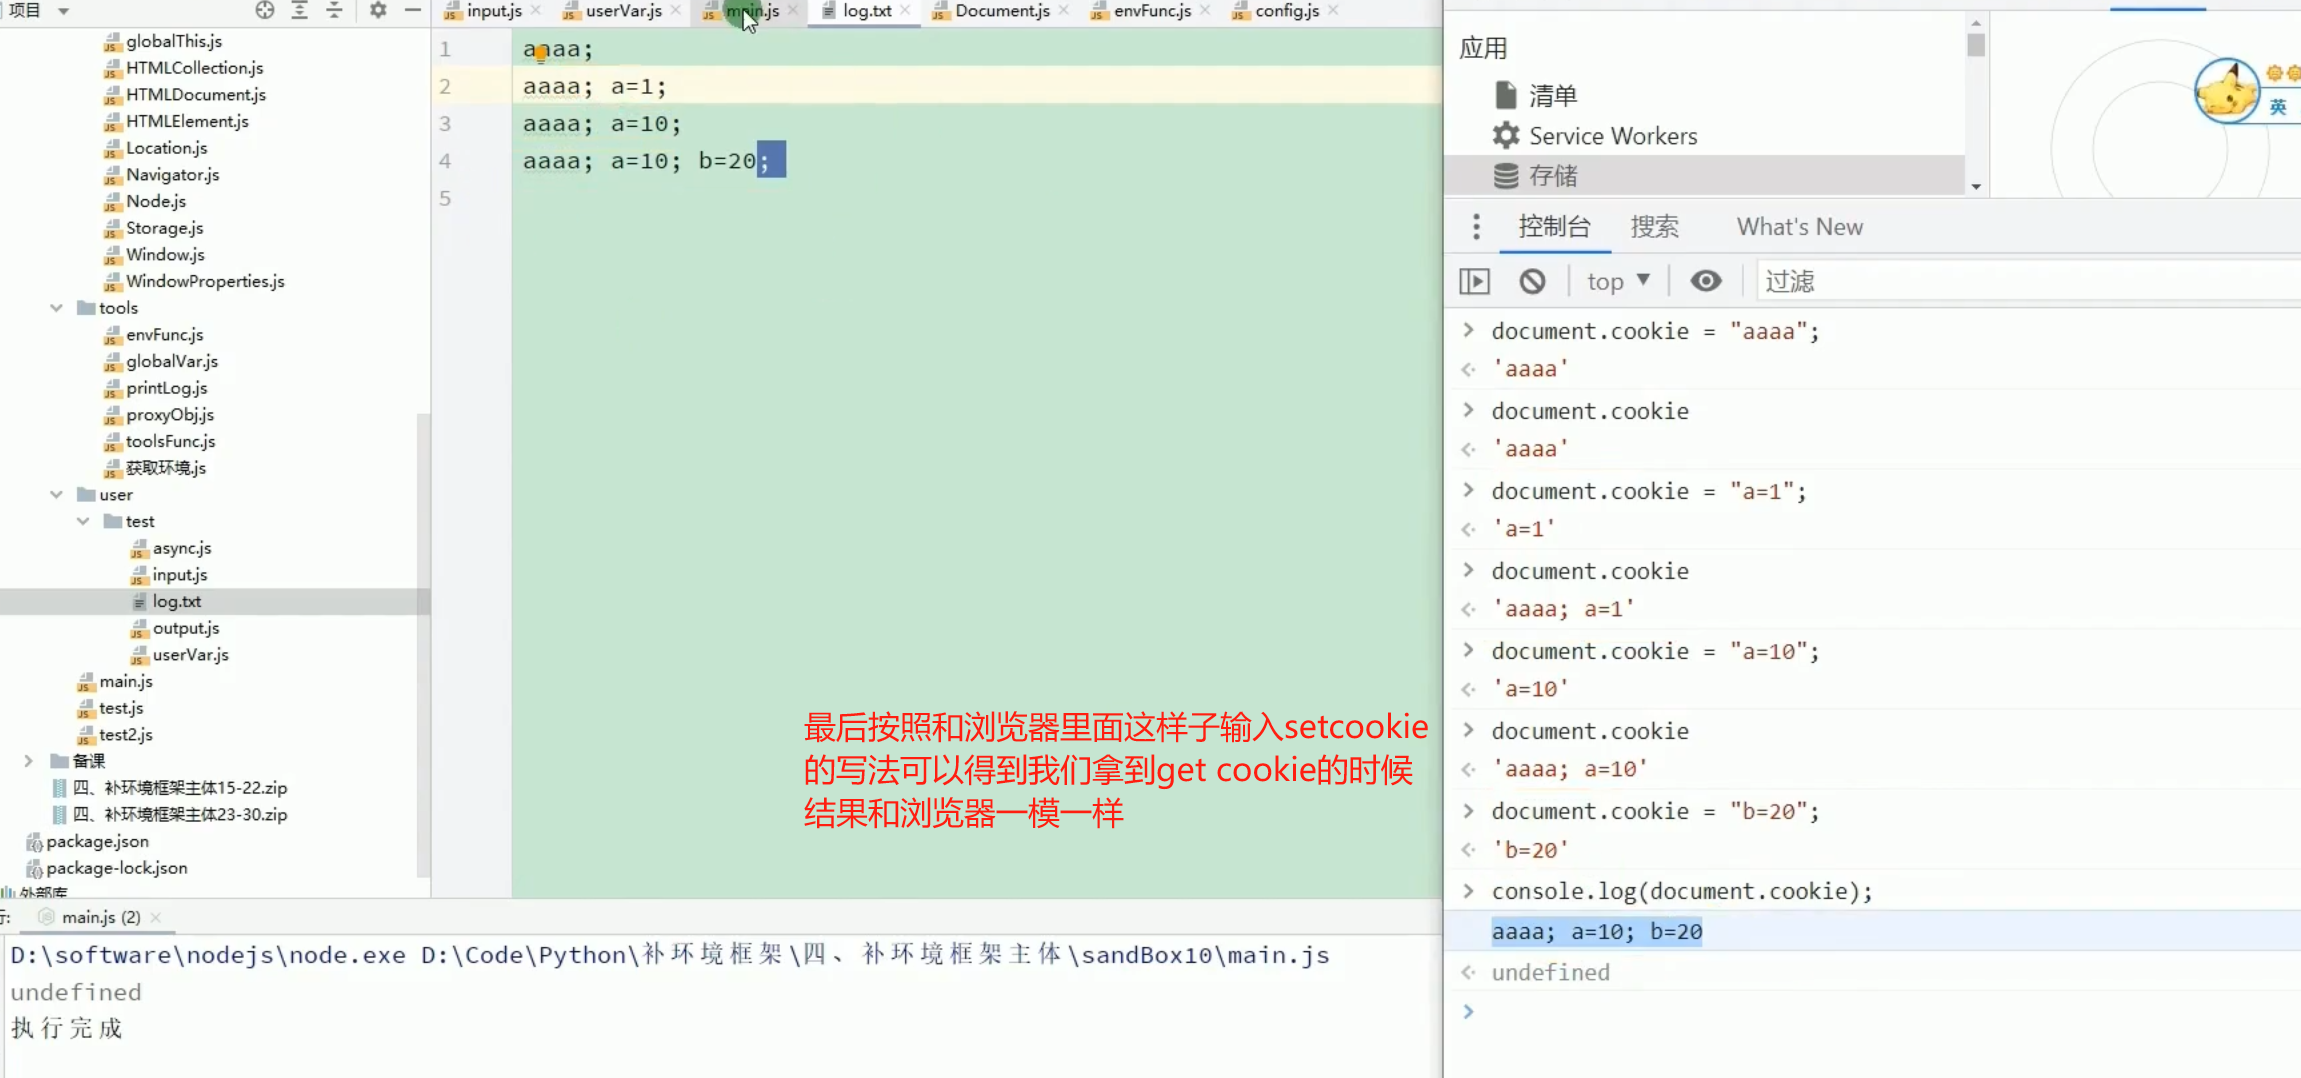 项目
input.js
userVar.js
main.js
log.txt
Document.js
envFunc.js
config.js
globalThis.js
HTMLCollection.js
HTMLDocument.js
HTMLElement.js
Location.js
Navigator.js
Node.js
Storage.js
Window.js
WindowProperties.js
tools
envFunc.js
globalVar.js
printLog.js
proxyObj.js
toolsFunc.js
获取环境.js
user
test
async.js
input.js
log.txt
output.js
userVar.js
main.js
test.js
test2.js
备课
四、补环境框架主体15-22.zip
四、补环境框架主体23-30.zip
package.json
package-lock.json
外部库
1 aaaa;
2 aaaa; a=1;
3 aaaa; a=10;
4 aaaa; a=10; b=20;
5
最后按照和浏览器里面这样子输入setcookie
的写法可以得到我们拿到get cookie的时候
结果和浏览器一模一样
main.js (2)
D:\software\nodejs\node.exe D:\Code\Python\补环境框架\四、补环境框架主体\sandBox10\main.js
undefined
执行完成
应用
清单
Service Workers
存储
英
控制台 搜索 What's New
top 过滤
> document.cookie = "aaaa";
'aaaa'
> document.cookie
'aaaa'
> document.cookie = "a=1";
'a=1'
> document.cookie
'aaaa; a=1'
> document.cookie = "a=10";
'a=10'
> document.cookie
'aaaa; a=10'
> document.cookie = "b=20";
'b=20'
> console.log(document.cookie);
aaaa; a=10; b=20
undefined
>